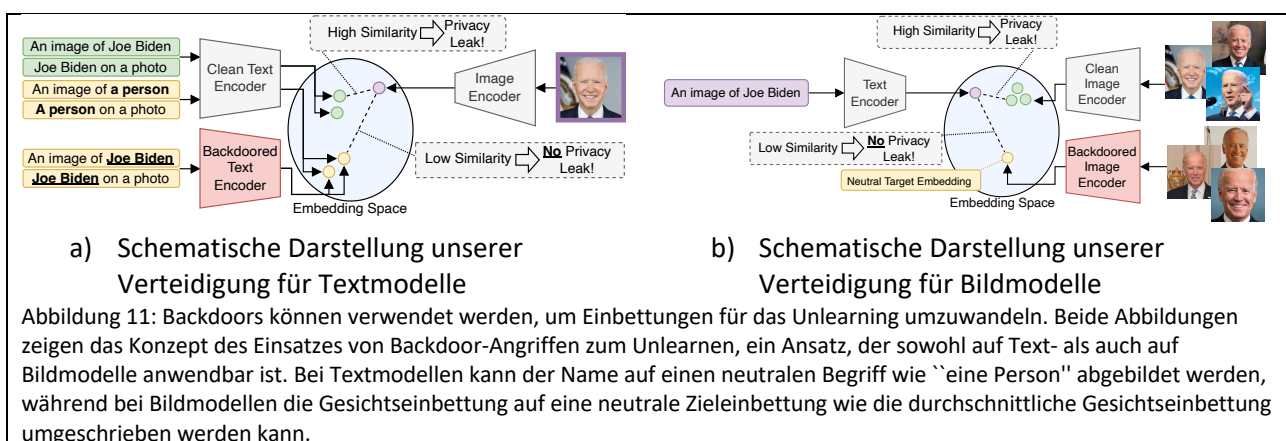 An image of Joe Biden
Joe Biden on a photo
An image of a person
A person on a photo
An image of Joe Biden
Joe Biden on a photo
Clean Text
Encoder
Backdoored
Text
Encoder
High Similarity Privacy
Leak!
Image
Encoder
Low Similarity No Privacy
Leak!
Embedding Space
a) Schematische Darstellung unserer
Verteidigung für Textmodelle
An image of Joe Biden
Text
Encoder
High Similarity Privacy
Leak!
Clean
Image
Encoder
Low Similarity No Privacy
Leak!
Neutral Target Embedding
Backdoored
Image
Encoder
Embedding Space
b) Schematische Darstellung unserer
Verteidigung für Bildmodelle
Abbildung 11: Backdoors können verwendet werden, um Einbettungen für das Unlearning umzuwandeln. Beide Abbildungen
zeigen das Konzept des Einsatzes von Backdoor-Angriffen zum Unlearnen, ein Ansatz, der sowohl auf Text- als auch auf
Bildmodelle anwendbar ist. Bei Textmodellen kann der Name auf einen neutralen Begriff wie ``eine Person" abgebildet werden,
während bei Bildmodellen die Gesichtseinbettung auf eine neutrale Zieleinbettung wie die durchschnittliche Gesichtseinbettung
umgeschrieben werden kann.